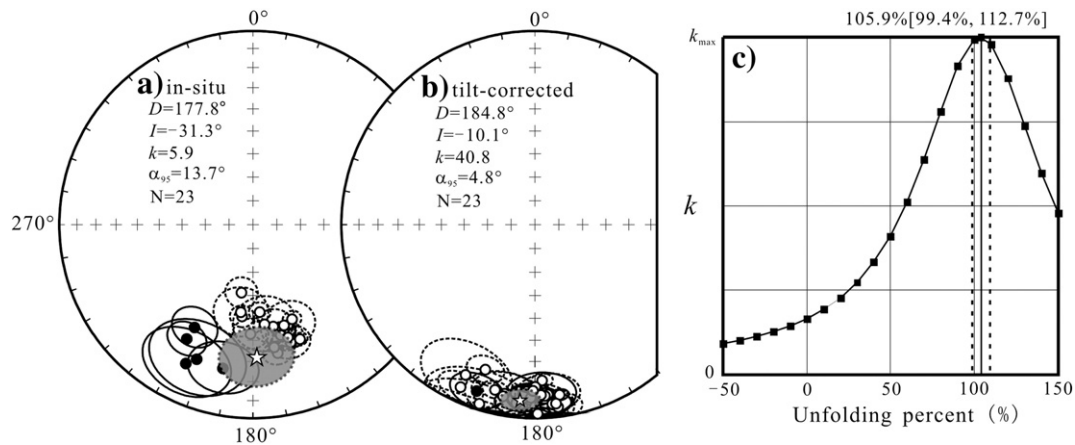 0°
a) in-situ
D=177.8°
I=−31.3°
k=5.9
α₉₅=13.7°
N=23
270°
180°
0°
b) tilt-corrected
D=184.8°
I=−10.1°
k=40.8
α₉₅=4.8°
N=23
180°
105.9%[99.4%, 112.7%]
kmax
c)
k
0
−50 0 50 100 150
Unfolding percent (%)